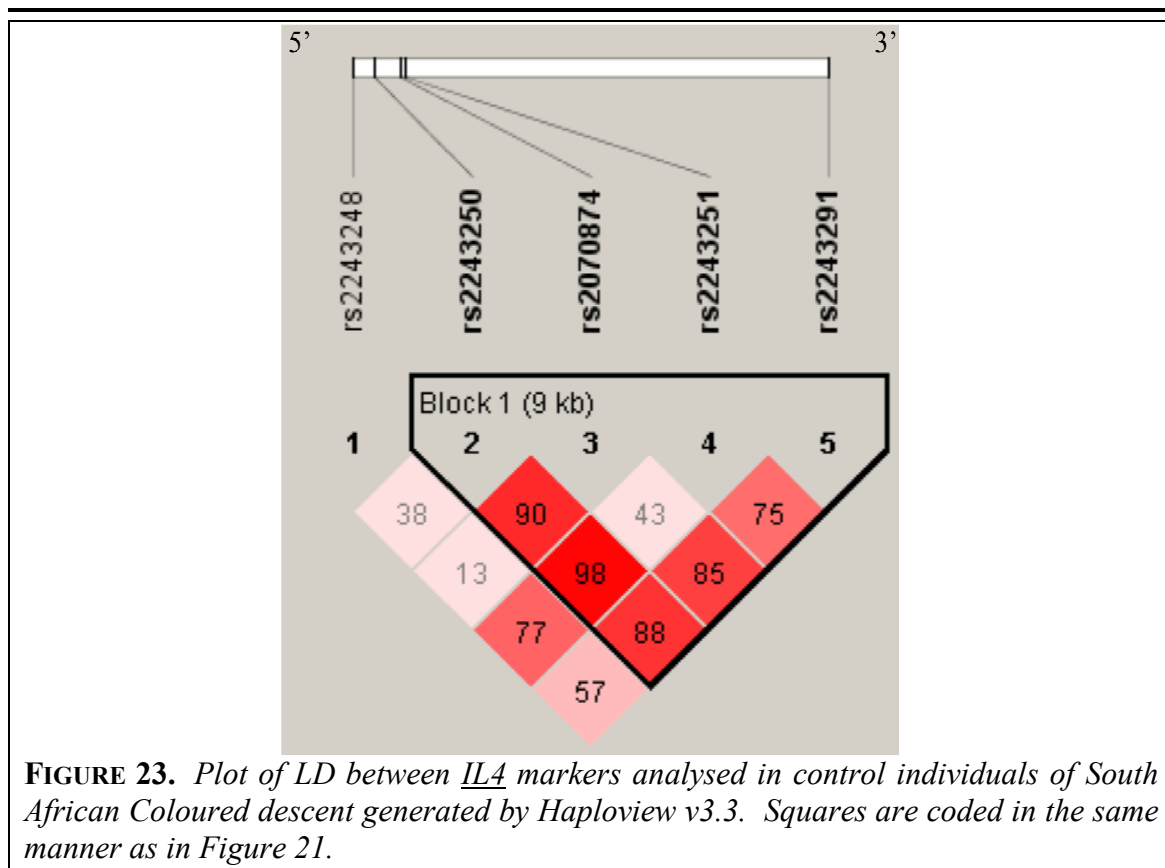 5’ 3’
rs2243248 rs2243250 rs2070874 rs2243251 rs2243291
Block 1 (9 kb)
1 2 3 4 5
38 90 43 75
13 98 85
77 88
57
FIGURE 23. Plot of LD between IL4 markers analysed in control individuals of South
African Coloured descent generated by Haploview v3.3. Squares are coded in the same
manner as in Figure 21.